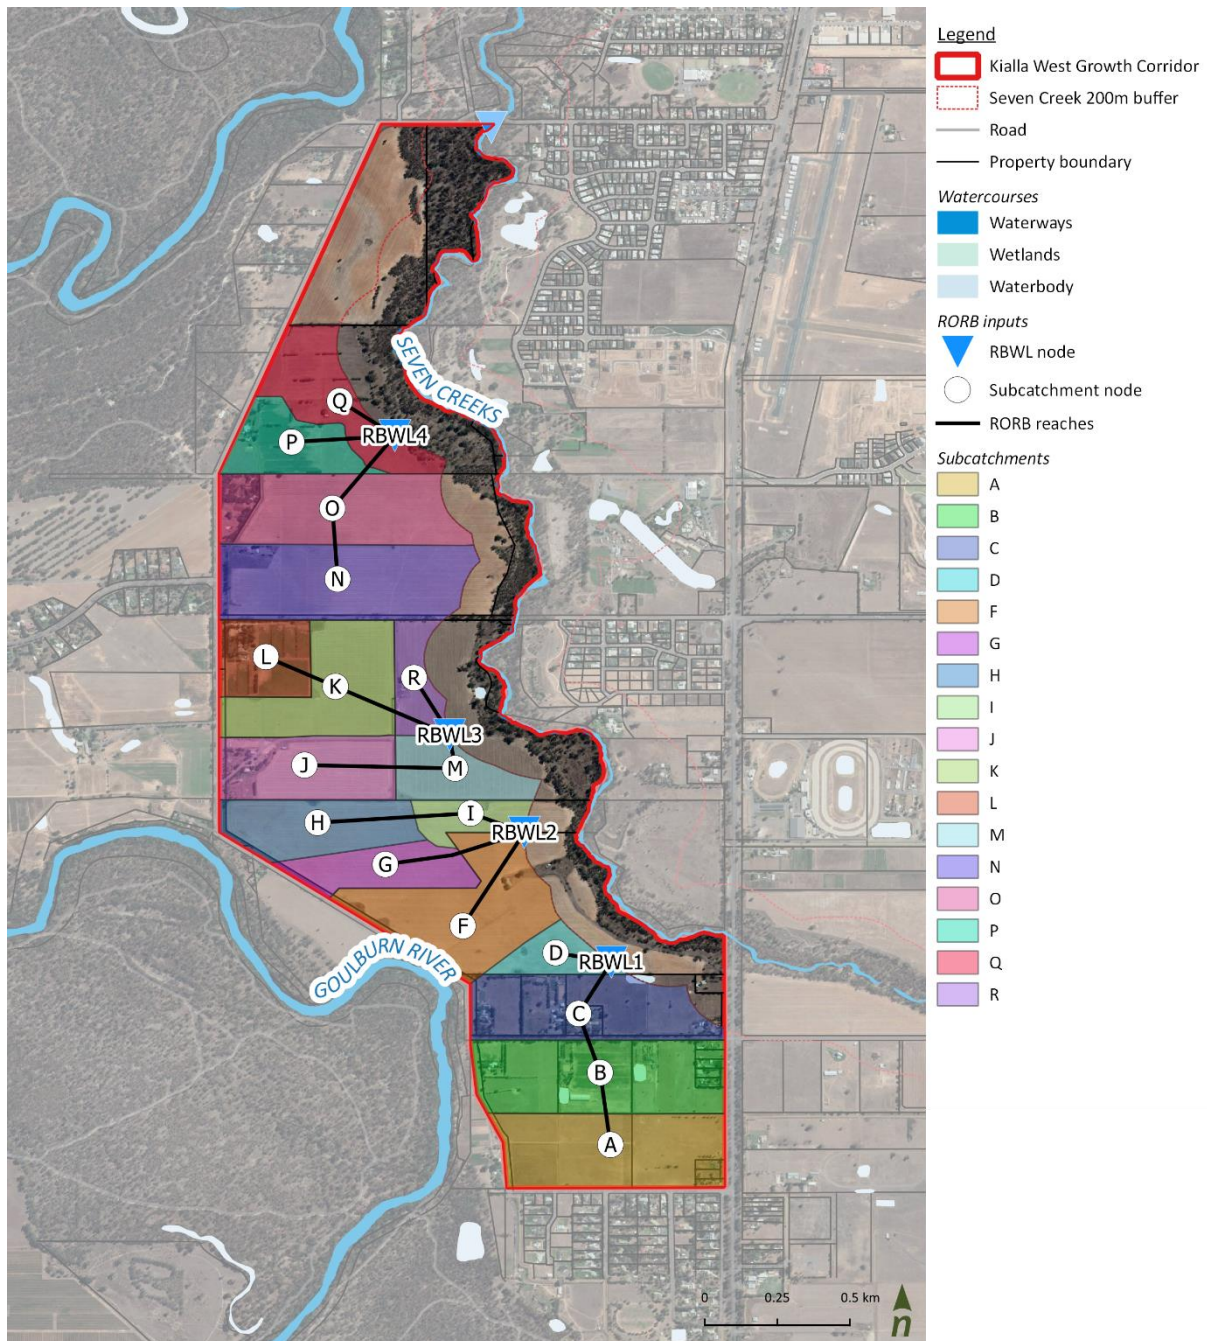 Legend
Kialla West Growth Corridor
Seven Creek 200m buffer
Road
Property boundary
Watercourses
Waterways
Wetlands
Waterbody
RORB inputs
RBWL node
Subcatchment node
RORB reaches
Subcatchments
A
B
C
D
F
G
H
I
J
K
L
M
N
O
P
Q
R
SEVEN CREEKS
Q
RBWL4
P
O
N
L
R
K
RBWL3
J
M
I
H
RBWL2
G
F
D
RBWL1
GOULBURN RIVER
C
B
A
0 0.25 0.5 km
n